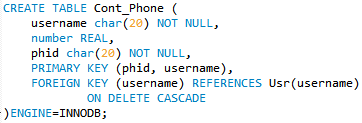 CREATE TABLE Cont_Phone (
username char(20) NOT NULL,
number REAL,
phid char(20) NOT NULL,
PRIMARY KEY (phid, username),
FOREIGN KEY (username) REFERENCES Usr(username)
ON DELETE CASCADE
)ENGINE=INNODB;